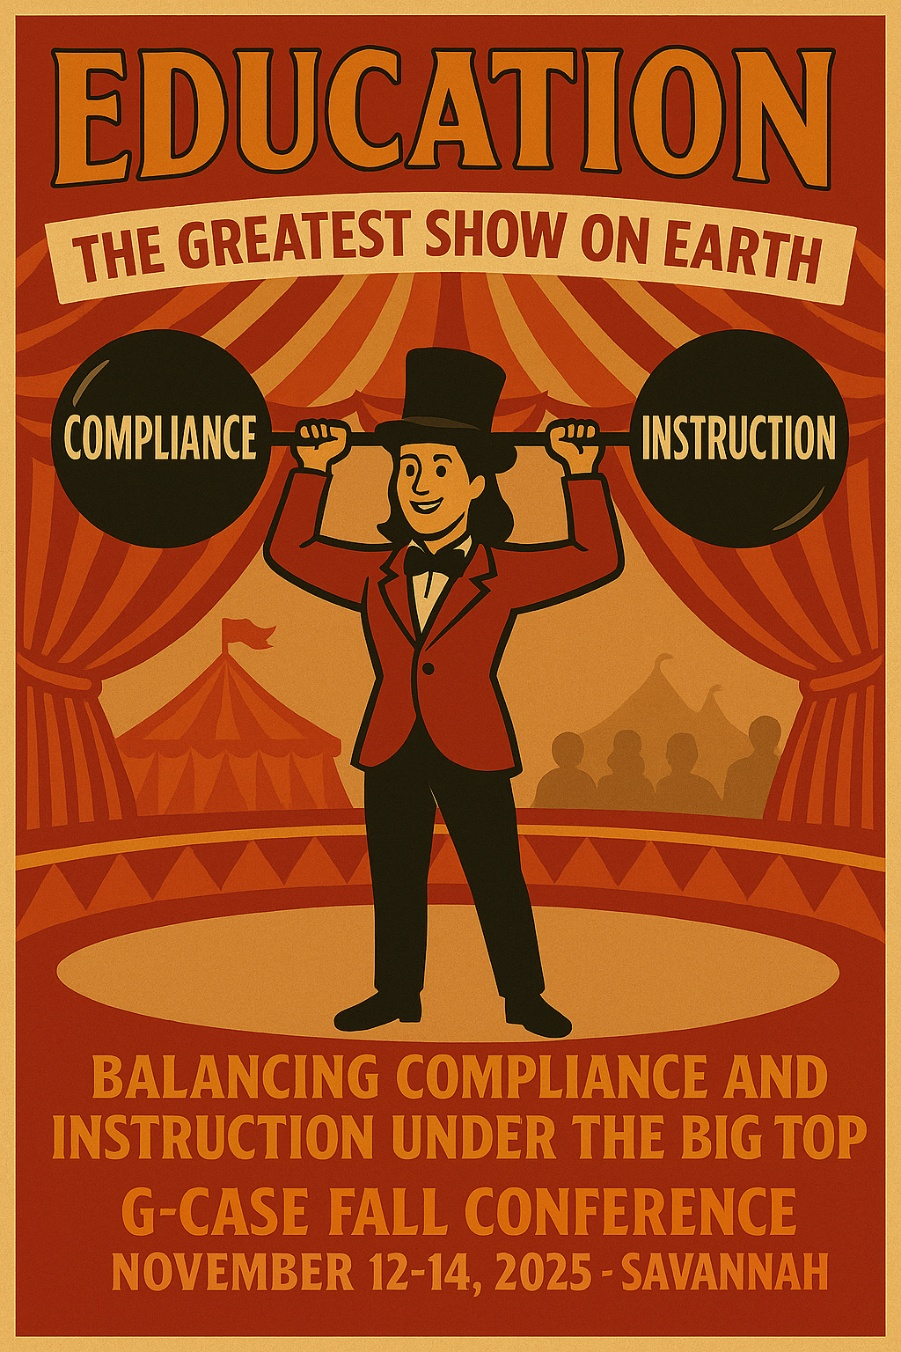 EDUCATION
THE GREATEST SHOW ON EARTH
COMPLIANCE
INSTRUCTION
BALANCING COMPLIANCE AND
INSTRUCTION UNDER THE BIG TOP
G-CASE FALL CONFERENCE
NOVEMBER 12-14, 2025 - SAVANNAH